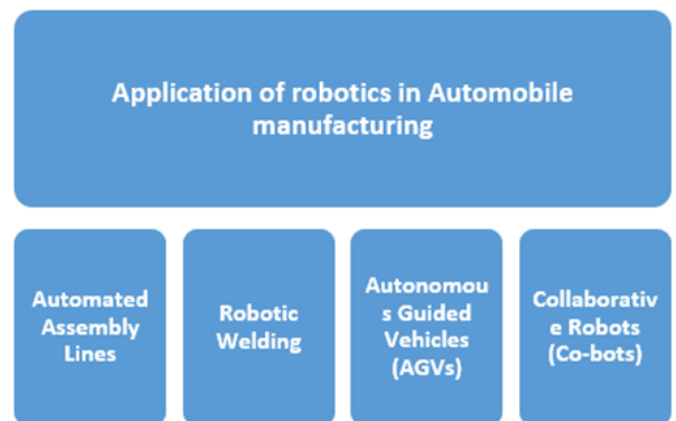 Application of robotics in Automobile
manufacturing
Automated
Assembly
Lines
Robotic
Welding
Autonomou
s Guided
Vehicles
(AGVs)
Collaborativ
e Robots
(Co-bots)